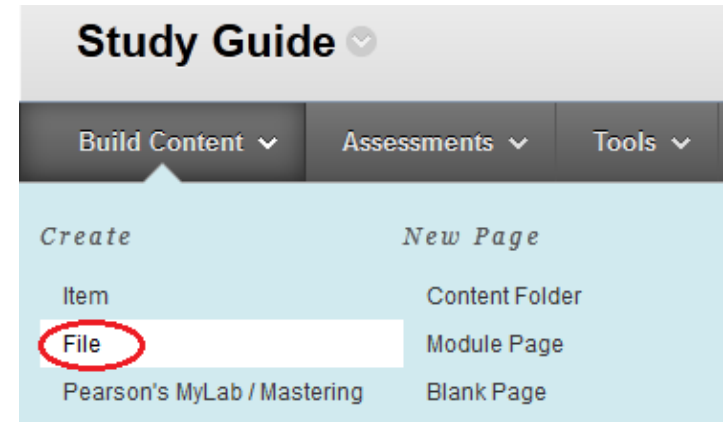 Study Guide
Build Content Assessments Tools
Create New Page
Item Content Folder
File Module Page
Pearson's MyLab / Mastering Blank Page